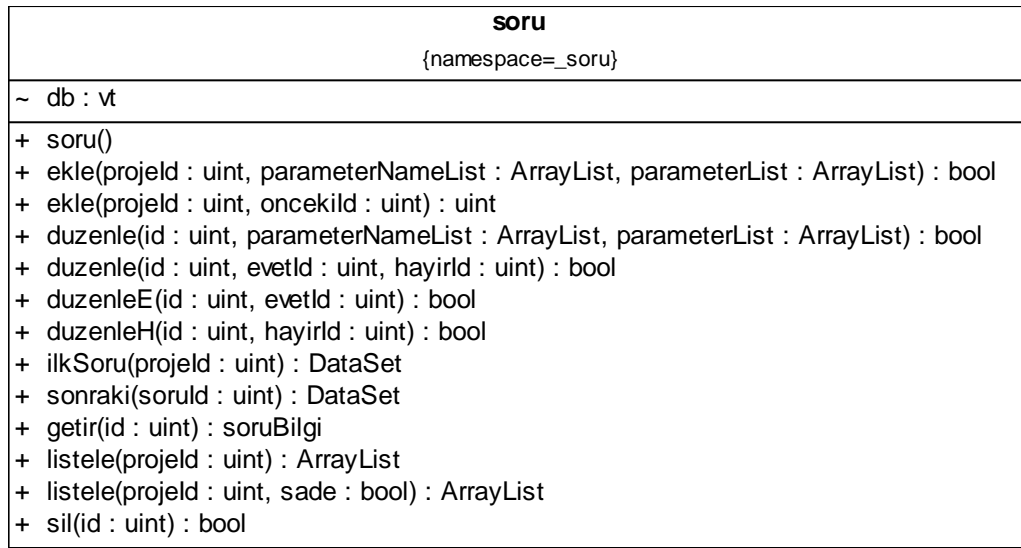 soru
{namespace=_soru}
~ db : vt
+ soru()
+ ekle(projeId : uint, parameterNameList : ArrayList, parameterList : ArrayList) : bool
+ ekle(projeId : uint, oncekiId : uint) : uint
+ duzenle(id : uint, parameterNameList : ArrayList, parameterList : ArrayList) : bool
+ duzenle(id : uint, evetId : uint, hayirId : uint) : bool
+ duzenleE(id : uint, evetId : uint) : bool
+ duzenleH(id : uint, hayirId : uint) : bool
+ ilkSoru(projeId : uint) : DataSet
+ sonraki(soruId : uint) : DataSet
+ getir(id : uint) : soruBilgi
+ listele(projeId : uint) : ArrayList
+ listele(projeId : uint, sade : bool) : ArrayList
+ sil(id : uint) : bool